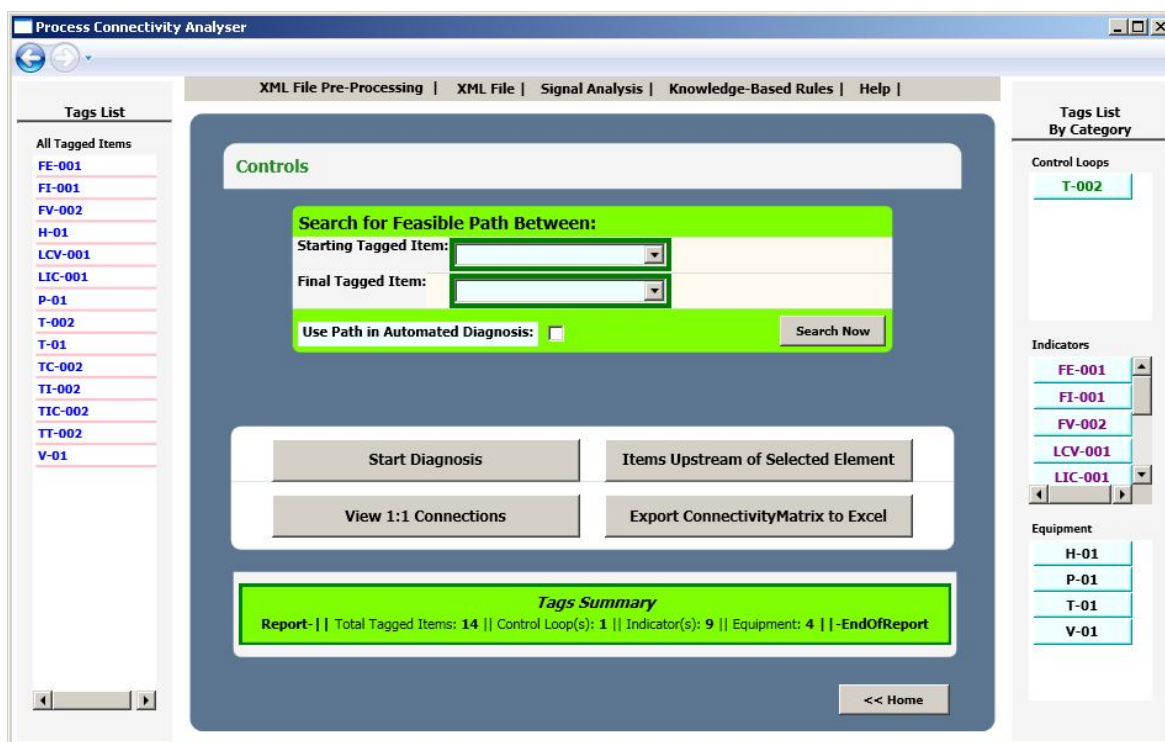 Process Connectivity Analyser
XML File Pre-Processing | XML File | Signal Analysis | Knowledge-Based Rules | Help |
Tags List
All Tagged Items
FE-001
FI-001
FV-002
H-01
LCV-001
LIC-001
P-01
T-002
T-01
TC-002
TI-002
TIC-002
TT-002
V-01
Controls
Search for Feasible Path Between:
Starting Tagged Item:
Final Tagged Item:
Use Path in Automated Diagnosis:
Search Now
Start Diagnosis
Items Upstream of Selected Element
View 1:1 Connections
Export ConnectivityMatrix to Excel
Tags Summary
Report-|| Total Tagged Items: 14 || Control Loop(s): 1 || Indicator(s): 9 || Equipment: 4 ||-EndOfReport
<< Home
Tags List
By Category
Control Loops
T-002
Indicators
FE-001
FI-001
FV-002
LCV-001
LIC-001
Equipment
H-01
P-01
T-01
V-01